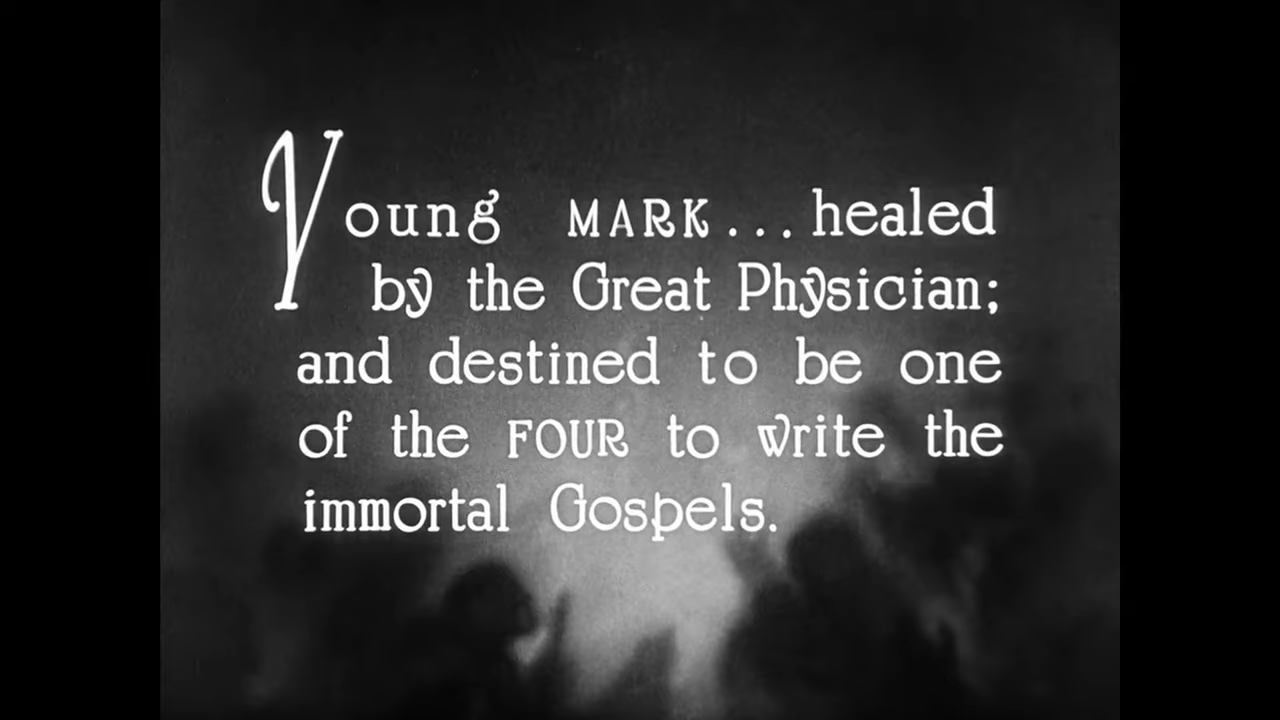 Young MARK... healed
by the Great Physician;
and destined to be one
of the FOUR to write the
immortal Gospels.